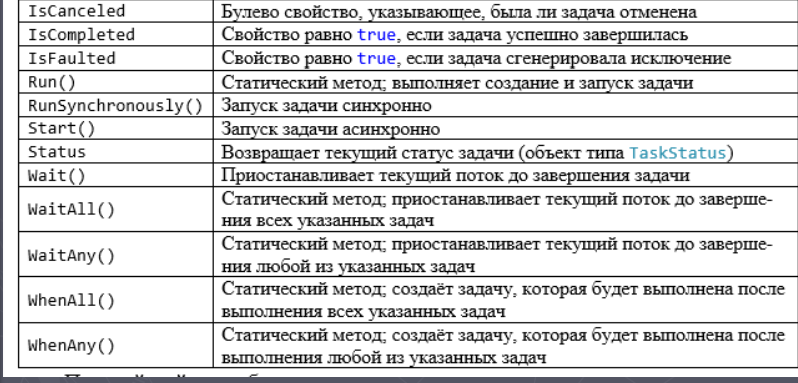 IsCanceled Булево свойство, указывающее, была ли задача отменена
IsCompleted Свойство равно true, если задача успешно завершилась
IsFaulted Свойство равно true, если задача сгенерировала исключение
Run() Статический метод; выполняет создание и запуск задачи
RunSynchronously() Запуск задачи синхронно
Start() Запуск задачи асинхронно
Status Возвращает текущий статус задачи (объект типа TaskStatus)
Wait() Приостанавливает текущий поток до завершения задачи
WaitAll() Статический метод; приостанавливает текущий поток до заверше-
ния всех указанных задач
WaitAny() Статический метод; приостанавливает текущий поток до заверше-
ния любой из указанных задач
WhenAll() Статический метод; создаёт задачу, которая будет выполнена после
выполнения всех указанных задач
WhenAny() Статический метод; создаёт задачу, которая будет выполнена после
выполнения любой из указанных задач